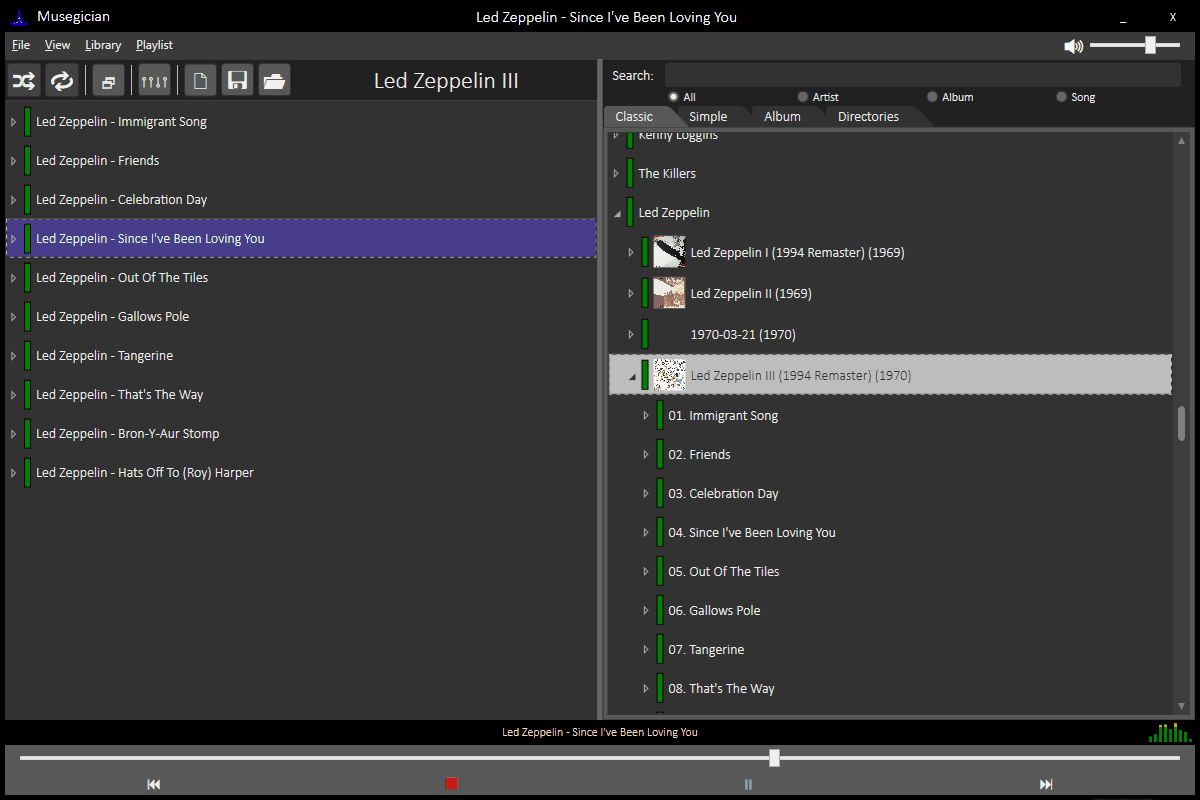 Musegician
Led Zeppelin - Since I've Been Loving You
_ X
File View Library Playlist
Led Zeppelin III
Led Zeppelin - Immigrant Song
Led Zeppelin - Friends
Led Zeppelin - Celebration Day
Led Zeppelin - Since I've Been Loving You
Led Zeppelin - Out Of The Tiles
Led Zeppelin - Gallows Pole
Led Zeppelin - Tangerine
Led Zeppelin - That's The Way
Led Zeppelin - Bron-Y-Aur Stomp
Led Zeppelin - Hats Off To (Roy) Harper
Search:
All Artist Album Song
Classic Simple Album Directories
Kenny Loggins
The Killers
Led Zeppelin
Led Zeppelin I (1994 Remaster) (1969)
Led Zeppelin II (1969)
1970-03-21 (1970)
Led Zeppelin III (1994 Remaster) (1970)
01. Immigrant Song
02. Friends
03. Celebration Day
04. Since I've Been Loving You
05. Out Of The Tiles
06. Gallows Pole
07. Tangerine
08. That's The Way
Led Zeppelin - Since I've Been Loving You